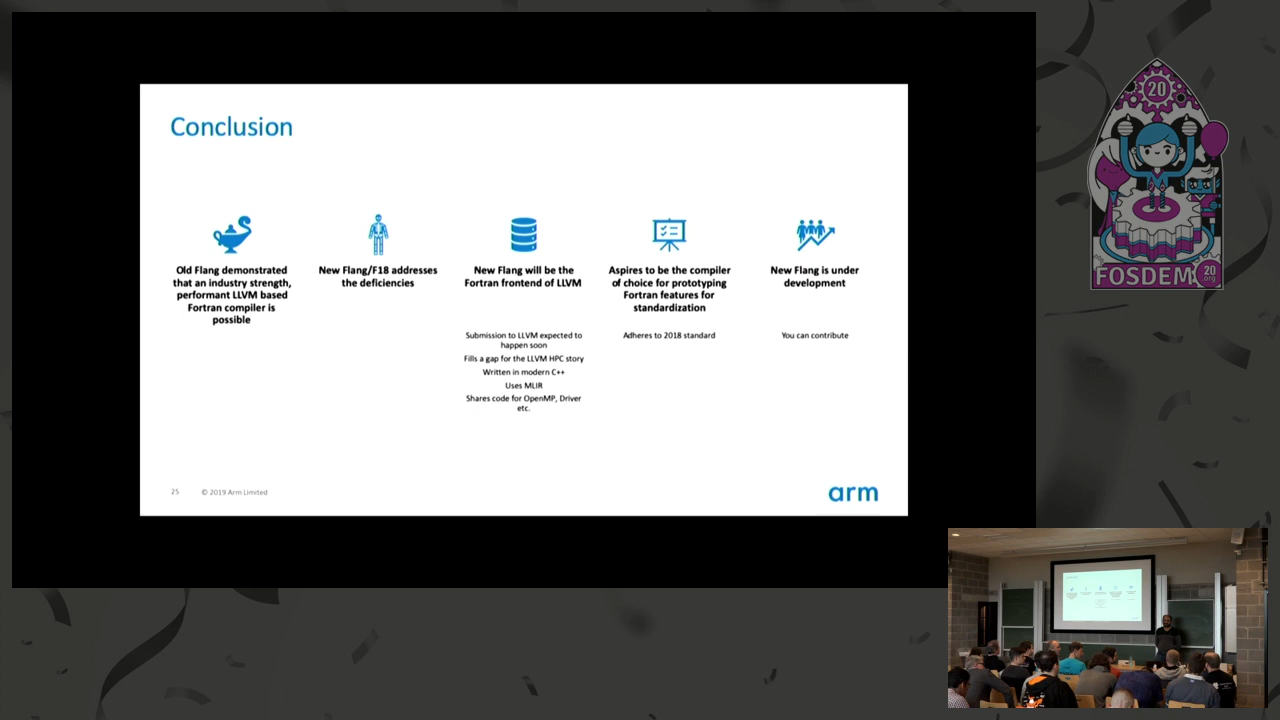 Conclusion
Old Flang demonstrated
that an industry strength,
performant LLVM based
Fortran compiler is
possible
New Flang/F18 addresses
the deficiencies
New Flang will be the
Fortran frontend of LLVM
Submission to LLVM expected to
happen soon
Fills a gap for the LLVM HPC story
Written in modern C++
Uses MLIR
Shares code for OpenMP, Driver
etc.
Aspires to be the compiler
of choice for prototyping
Fortran features for
standardization
Adheres to 2018 standard
New Flang is under
development
You can contribute
25 © 2019 Arm Limited
arm
20
FOSDEM
20
.org